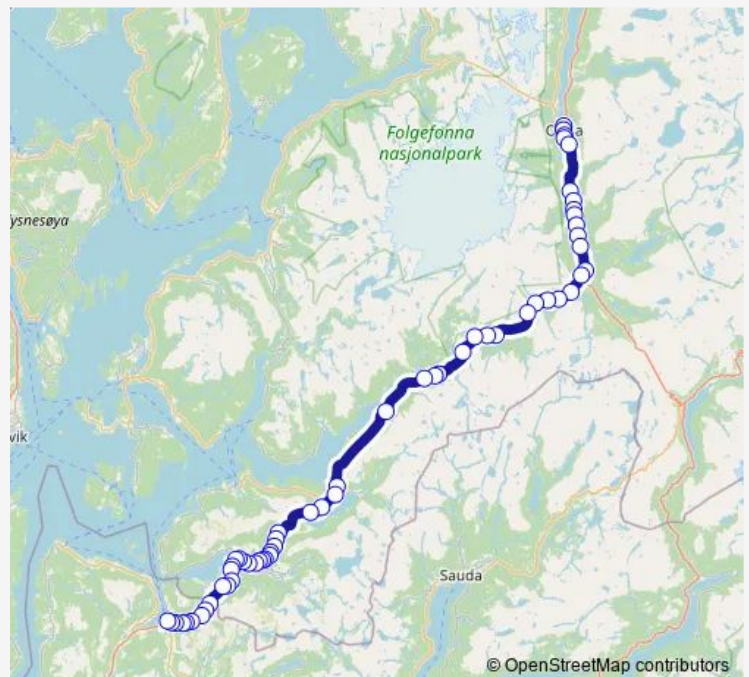 Folgefonna
nasjonalpark
ysnesøya
vik
Sauda
© OpenStreetMap contributors